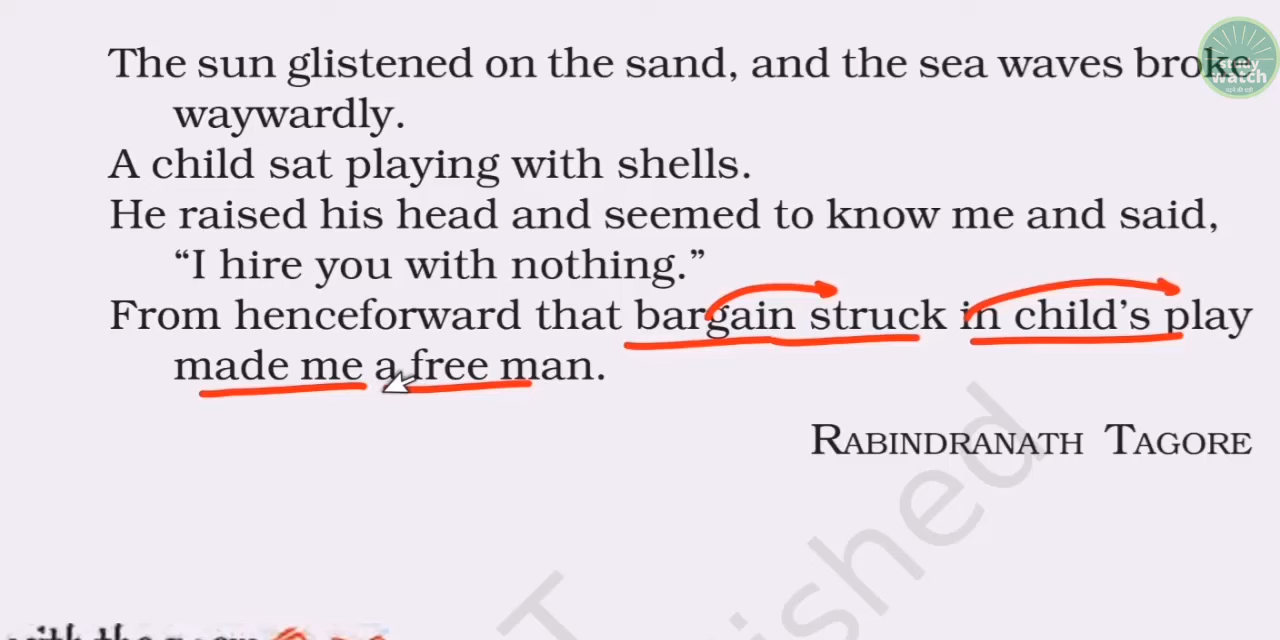 The sun glistened on the sand, and the sea waves broke
waywardly.
A child sat playing with shells.
He raised his head and seemed to know me and said,
“I hire you with nothing.”
From henceforward that bargain struck in child’s play
made me a free man.
RABINDRANATH TAGORE
study
watch